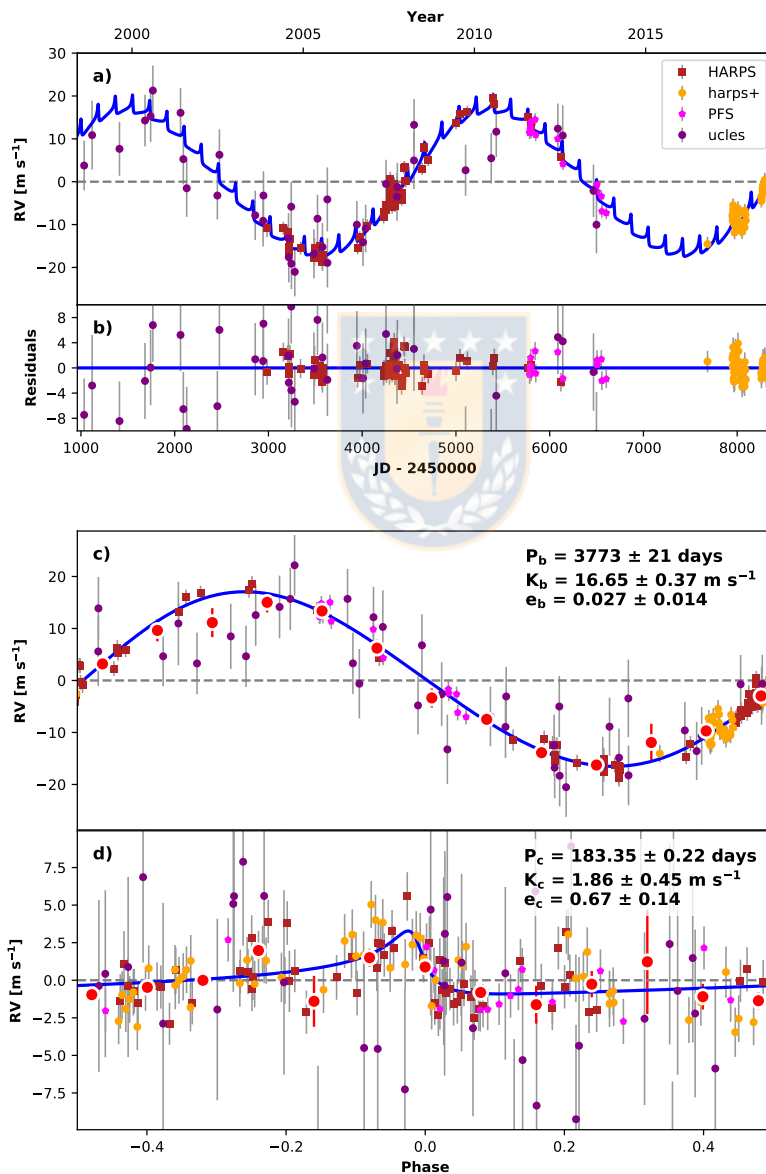 Year
2000 2005 2010 2015
30
20
10
0
−10
−20
RV [m s⁻¹]
a)
HARPS
harps+
PFS
ucles
8
4
0
−4
−8
Residuals
b)
1000 2000 3000 4000 5000 6000 7000 8000
JD - 2450000
c)
P_b = 3773 ± 21 days
K_b = 16.65 ± 0.37 m s⁻¹
e_b = 0.027 ± 0.014
20
10
0
−10
−20
RV [m s⁻¹]
d)
P_c = 183.35 ± 0.22 days
K_c = 1.86 ± 0.45 m s⁻¹
e_c = 0.67 ± 0.14
7.5
5.0
2.5
0.0
−2.5
−5.0
−7.5
RV [m s⁻¹]
−0.4 −0.2 0.0 0.2 0.4
Phase